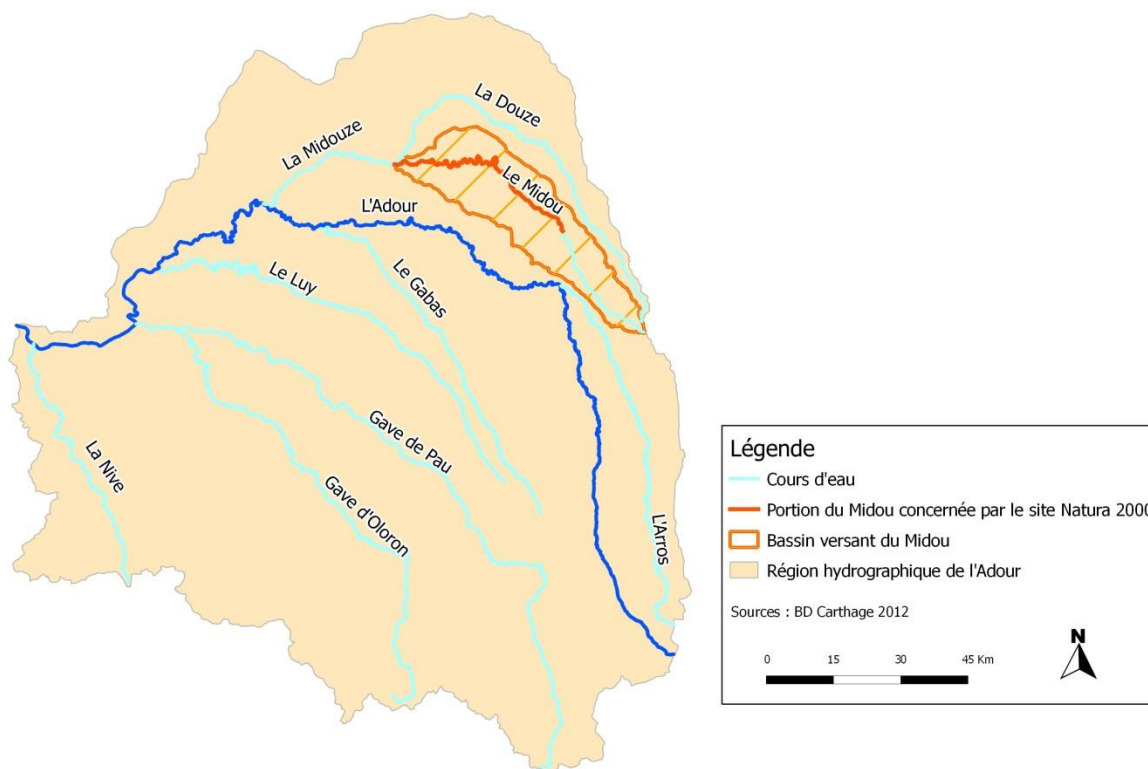 La Douze
La Midouze
Le Midou
L'Adour
Le Luy
Le Gabas
Gave de Pau
Gave d'Oloron
La Nive
L'Arros
Légende
Cours d'eau
Portion du Midou concernée par le site Natura 2000
Bassin versant du Midou
Région hydrographique de l'Adour
Sources : BD Carthage 2012
0 15 30 45 Km
N